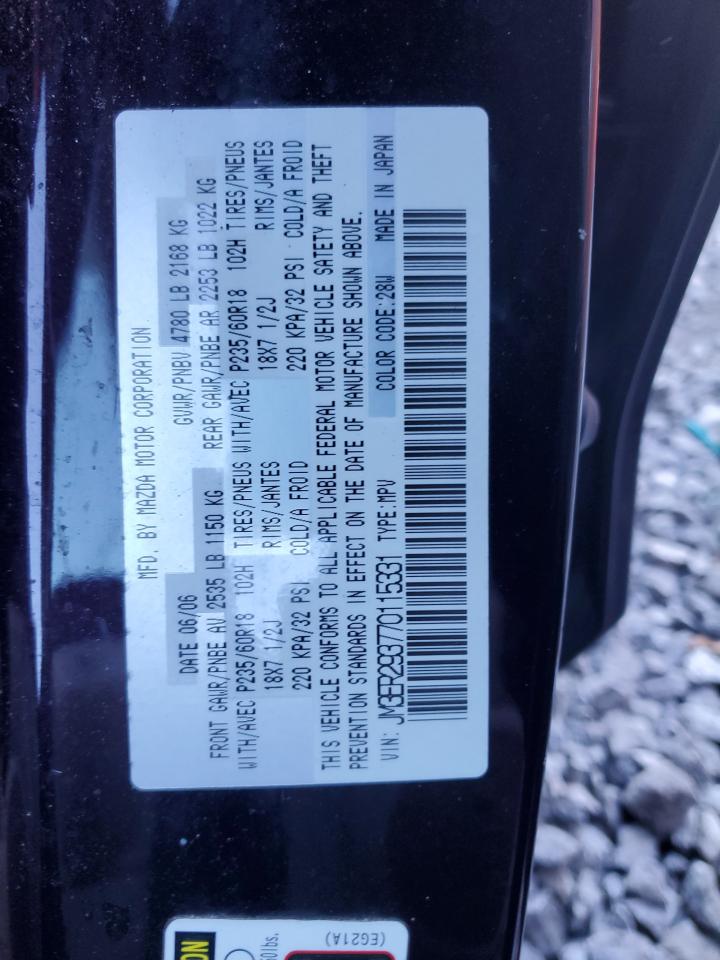 MFD. BY MAZDA MOTOR CORPORATION
DATE 06/06 GVWR/PNBV 4780 LB 2168 KG
FRONT GAWR/PNBE AV 2535 LB 1150 KG REAR GAWR/PNBE AR 2253 LB 1022 KG
WITH/AVEC P235/60R18 102H TIRES/PNEUS WITH/AVEC P235/60R18 102H TIRES/PNEUS
18X7 1/2J RIMS/JANTES 18X7 1/2J RIMS/JANTES
220 KPA/32 PSI COLD/A FROID 220 KPA/32 PSI COLD/A FROID
THIS VEHICLE CONFORMS TO ALL APPLICABLE FEDERAL MOTOR VEHICLE SAFETY AND THEFT
PREVENTION STANDARDS IN EFFECT ON THE DATE OF MANUFACTURE SHOWN ABOVE.
COLOR CODE:28W MADE IN JAPAN
VIN: JM3ER293770115331 TYPE:MPV
(EG21A)